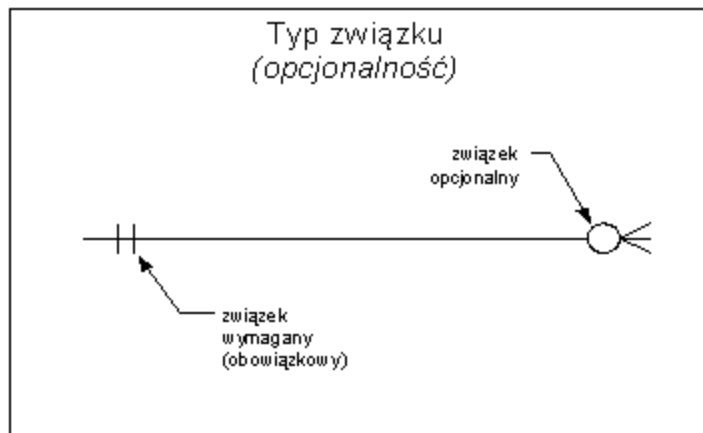 Typ związku
(opcjonalność)
związek
opcjonalny
związek
wymagany
(obowiązkowy)